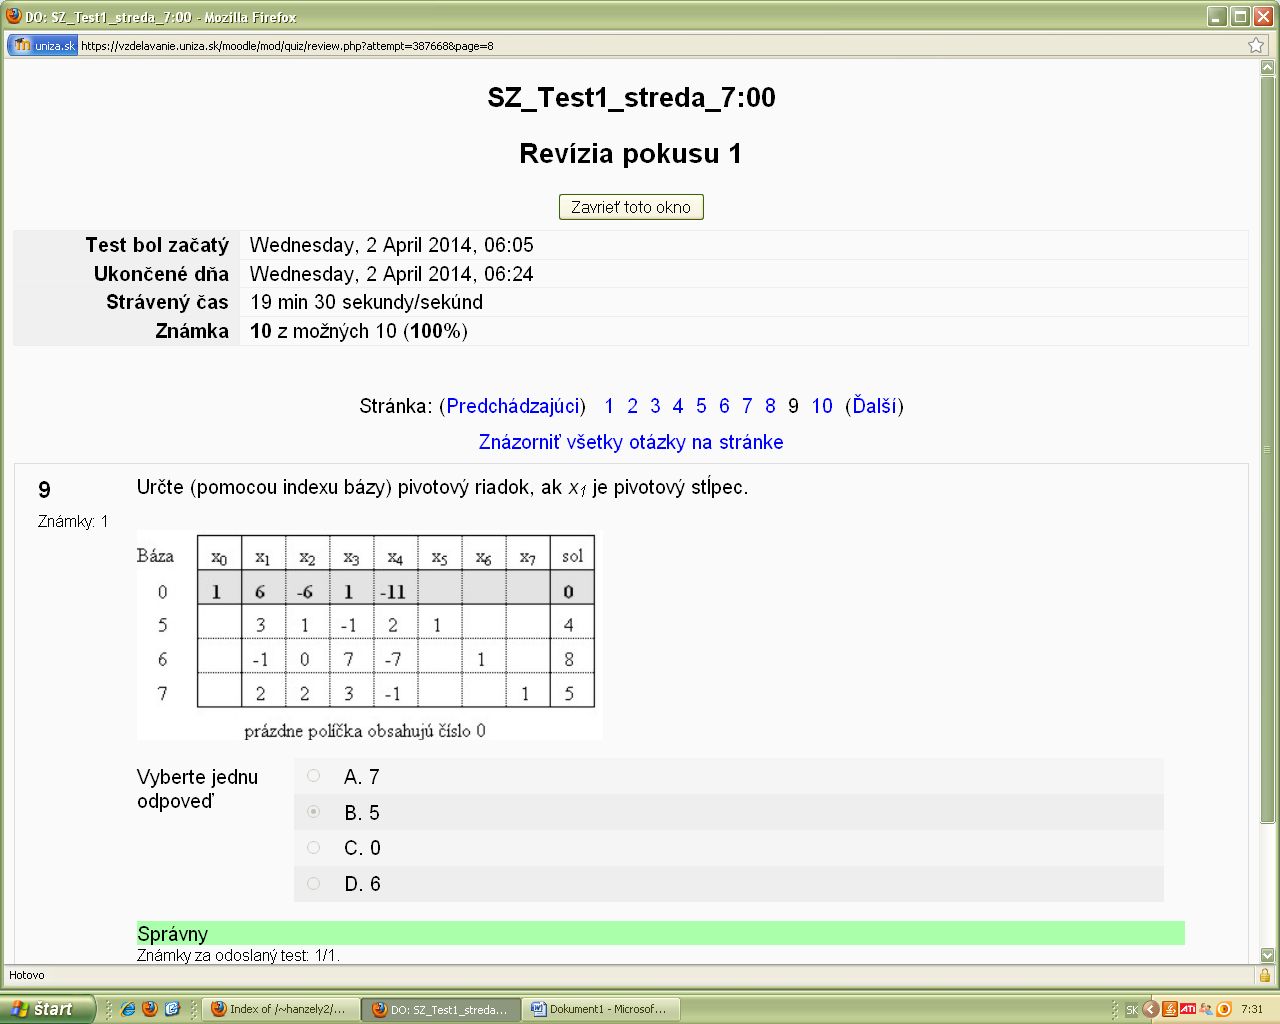 DO: SZ_Test1_streda_7:00 - Mozilla Firefox
uniza.sk https://vzdelavanie.uniza.sk/moodle/mod/quiz/review.php?attempt=387668&page=8
SZ_Test1_streda_7:00
Revízia pokusu 1
Zavrieť toto okno
Test bol začatý Wednesday, 2 April 2014, 06:05
Ukončené dňa Wednesday, 2 April 2014, 06:24
Strávený čas 19 min 30 sekundy/sekúnd
Známka 10 z možných 10 (100%)
Stránka: (Predchádzajúci) 1 2 3 4 5 6 7 8 9 10 (Ďalší)
Znázorniť všetky otázky na stránke
9 Určte (pomocou indexu bázy) pivotový riadok, ak x1 je pivotový stĺpec.
Známky: 1
Báza x0 x1 x2 x3 x4 x5 x6 x7 sol
0 1 6 -6 1 -11 0
5 3 1 -1 2 1 4
6 -1 0 7 -7 1 8
7 2 2 3 -1 1 5
prázdne políčka obsahujú číslo 0
Vyberte jednu
odpoveď
A. 7
B. 5
C. 0
D. 6
Správny
Známky za odoslaný test: 1/1.
Hotovo
štart Index of /~hanzely2/... DO: SZ_Test1_streda... Dokument1 - Microsof... SK ATI 7:31